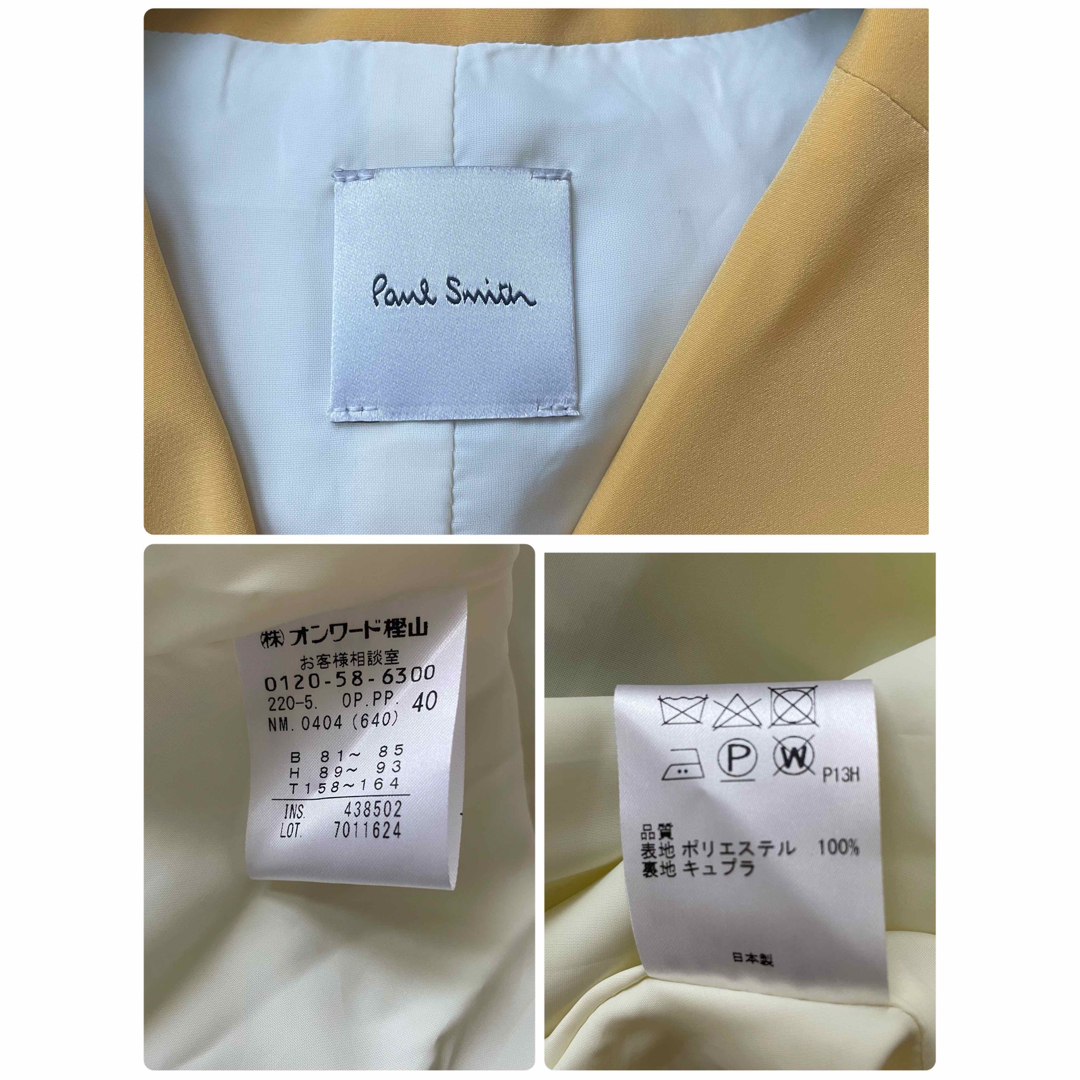 Paul Smith
(株)オンワード樫山
お客様相談室
0120-58-6300
220-5. OP.PP. 40
NM. 0404 (640)
B 81～ 85
H 89～ 93
T158～164
INS. 438502
LOT. 7011624
P
W
P13H
品質
表地 ポリエステル 100%
裏地 キュプラ
日本製